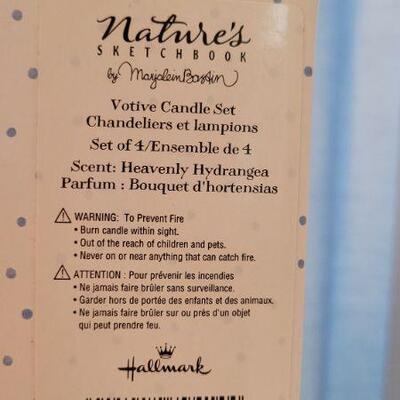 Nature's
SKETCHBOOK
by Marjolein Bastin
Votive Candle Set
Chandeliers et lampions
Set of 4/Ensemble de 4
Scent: Heavenly Hydrangea
Parfum : Bouquet d'hortensias
⚠ WARNING: To Prevent Fire
• Burn candle within sight.
• Out of the reach of children and pets.
• Never on or near anything that can catch fire.
⚠ ATTENTION : Pour prévenir les incendies
• Ne jamais faire brûler sans surveillance.
• Garder hors de portée des enfants et des animaux.
• Ne jamais faire brûler sur ou près d'un objet
qui peut prendre feu.
Hallmark